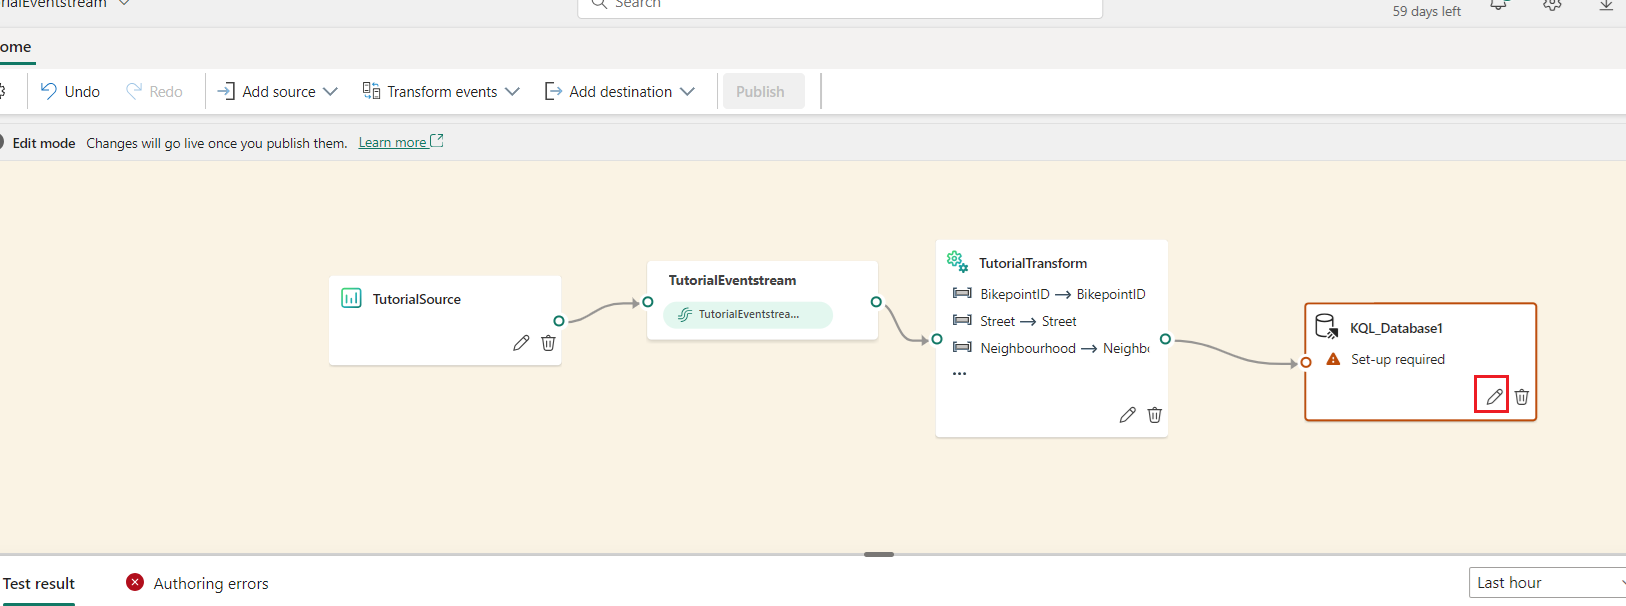 rialEventstream
Search
59 days left
ome
Undo
Redo
Add source
Transform events
Add destination
Publish
Edit mode
Changes will go live once you publish them.
Learn more
TutorialSource
TutorialEventstream
TutorialEventstrea...
TutorialTransform
BikepointID → BikepointID
Street → Street
Neighbourhood → Neighb
...
KQL_Database1
Set-up required
Test result
Authoring errors
Last hour